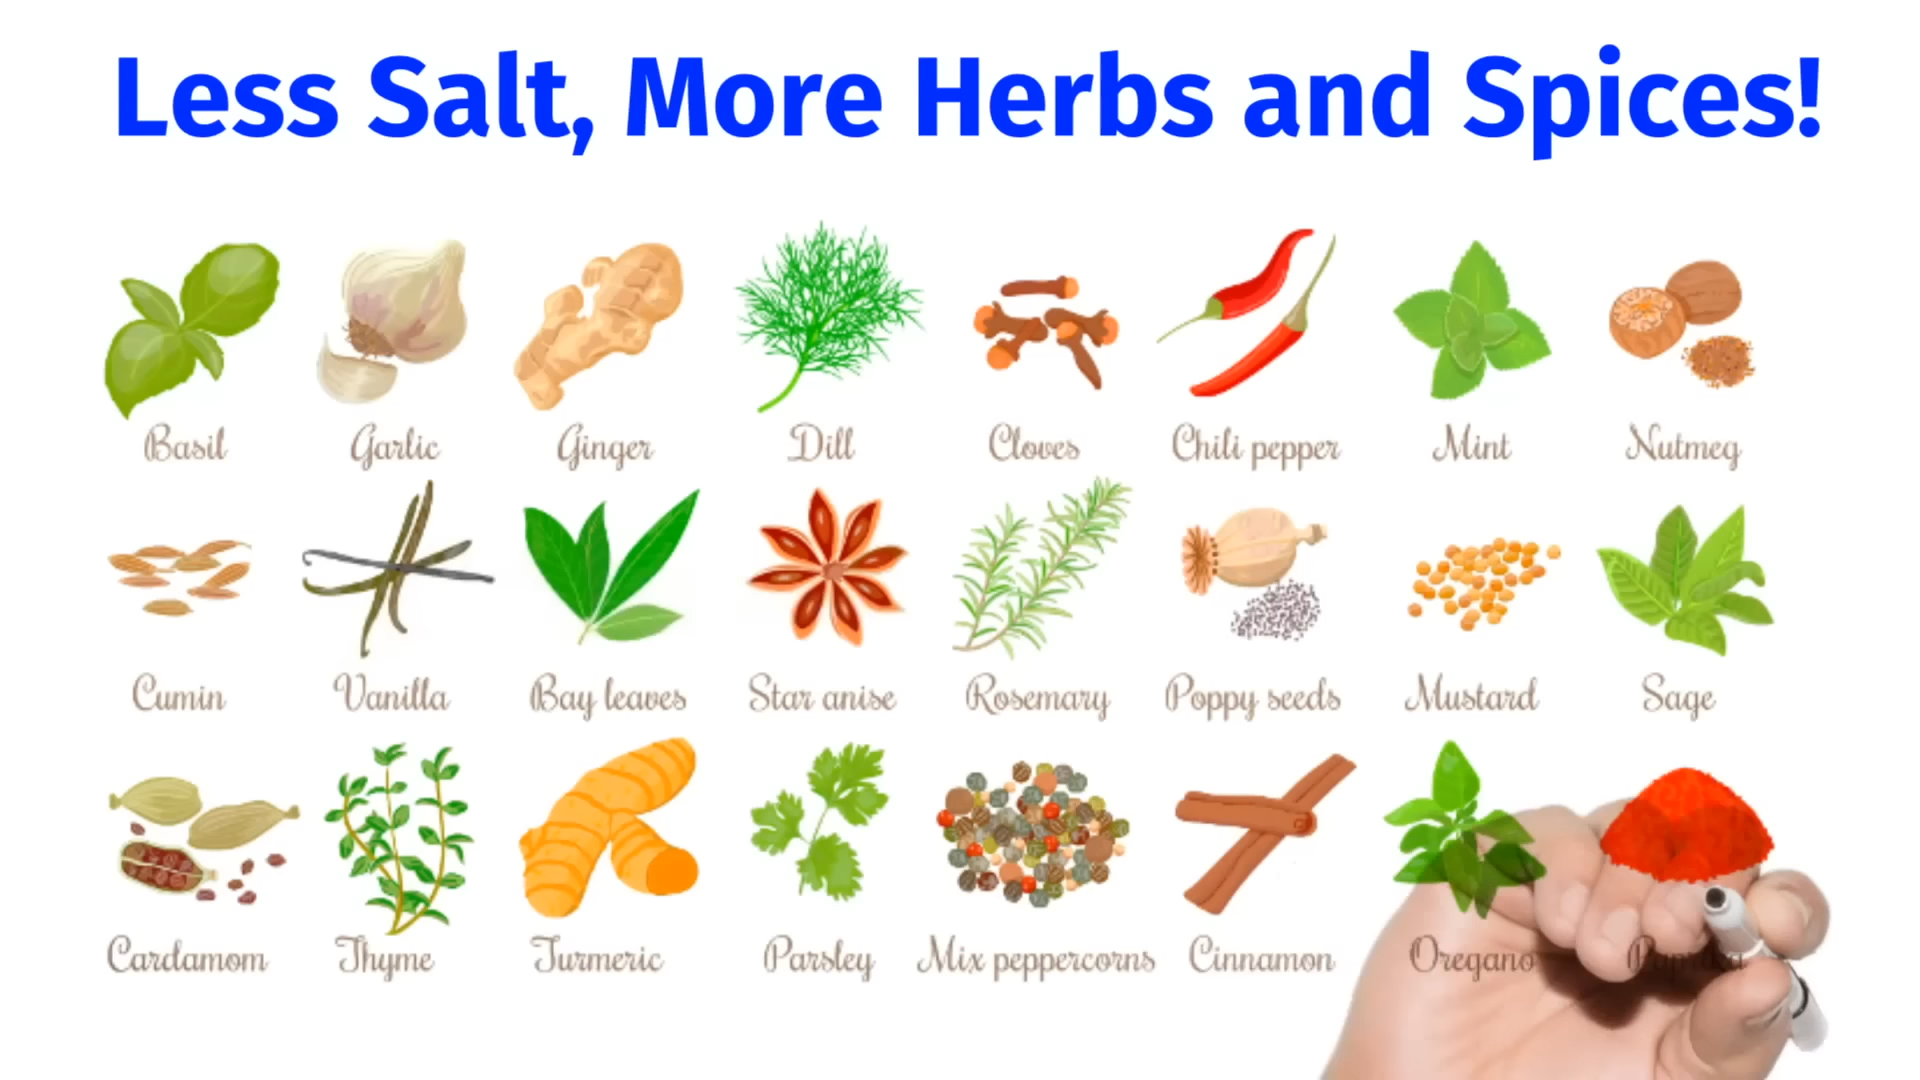 Less Salt, More Herbs and Spices!
Basil Garlic Ginger Dill Cloves Chili pepper Mint Nutmeg
Cumin Vanilla Bay leaves Star anise Rosemary Poppy seeds Mustard Sage
Cardamom Thyme Turmeric Parsley Mix peppercorns Cinnamon Oregano Paprika